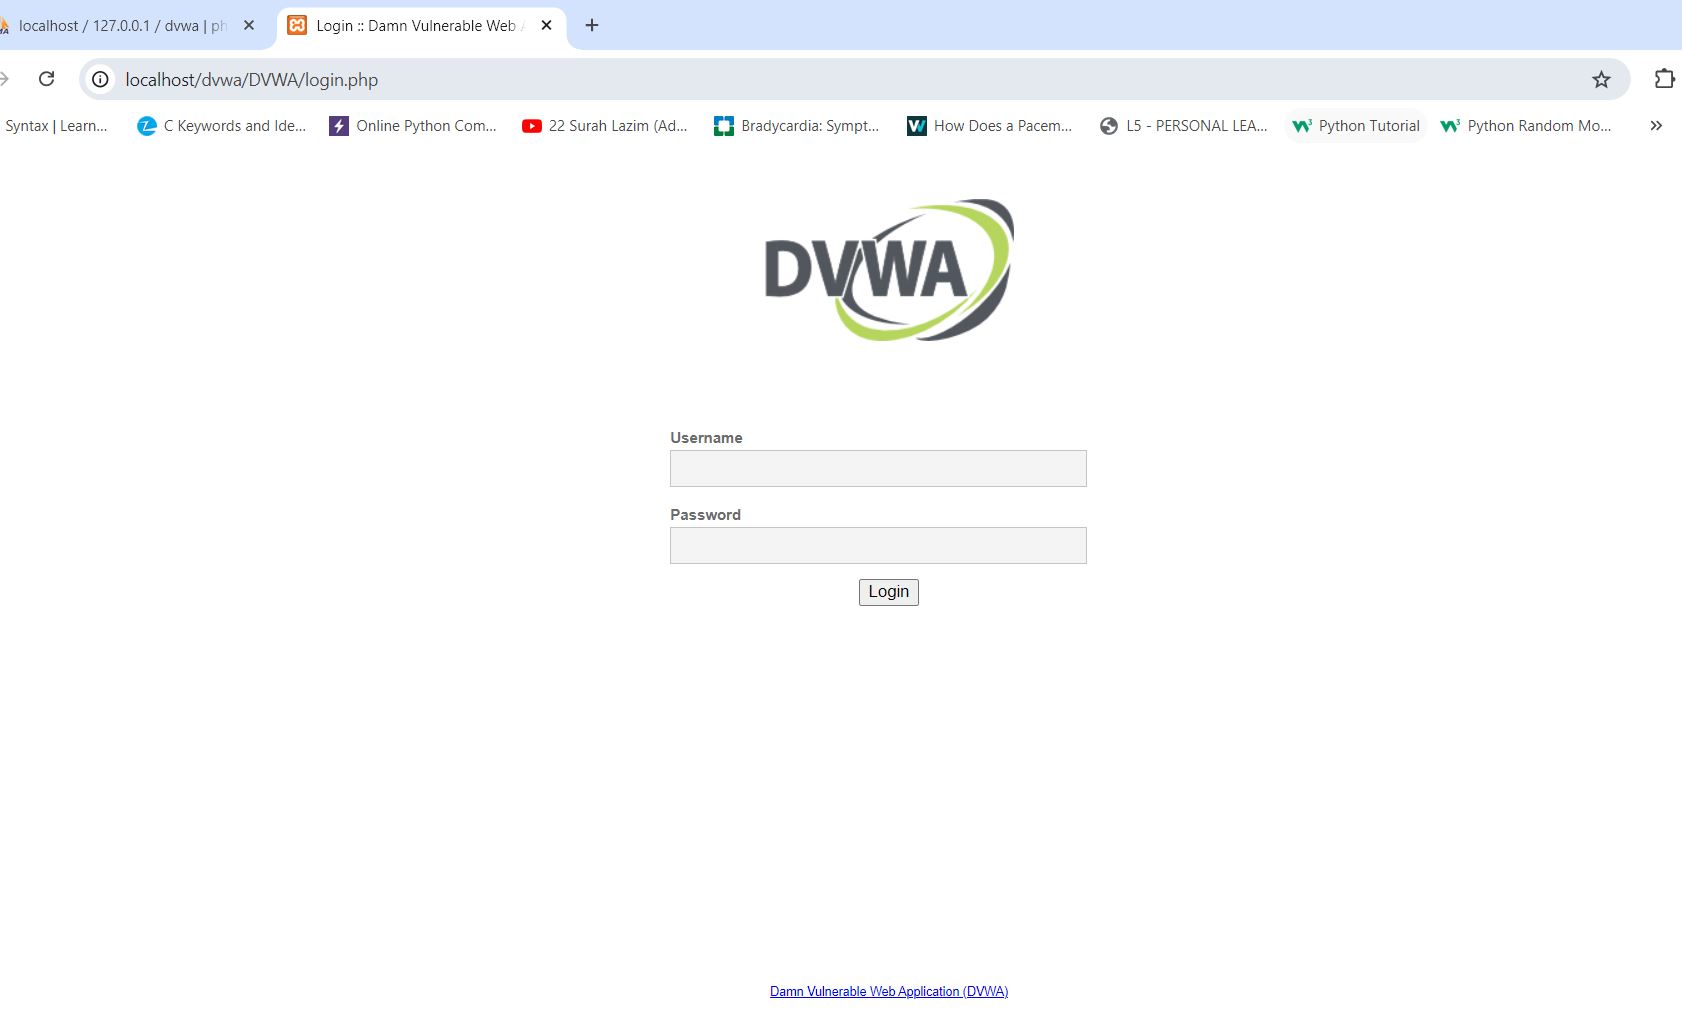 localhost / 127.0.0.1 / dvwa | ph
Login :: Damn Vulnerable Web
localhost/dvwa/DVWA/login.php
Syntax | Learn... C Keywords and Ide... Online Python Com... 22 Surah Lazim (Ad... Bradycardia: Sympt... How Does a Pacem... L5 - PERSONAL LEA... Python Tutorial Python Random Mo...
DVWA
Username
Password
Login
Damn Vulnerable Web Application (DVWA)